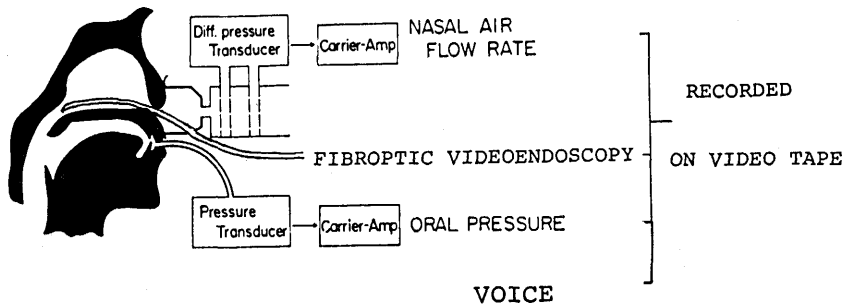 Diff. pressure
Transducer
Carrier-Amp
NASAL AIR
FLOW RATE
RECORDED
FIBROPTIC VIDEOENDOSCOPY
ON VIDEO TAPE
Pressure
Transducer
Carrier-Amp
ORAL PRESSURE
VOICE